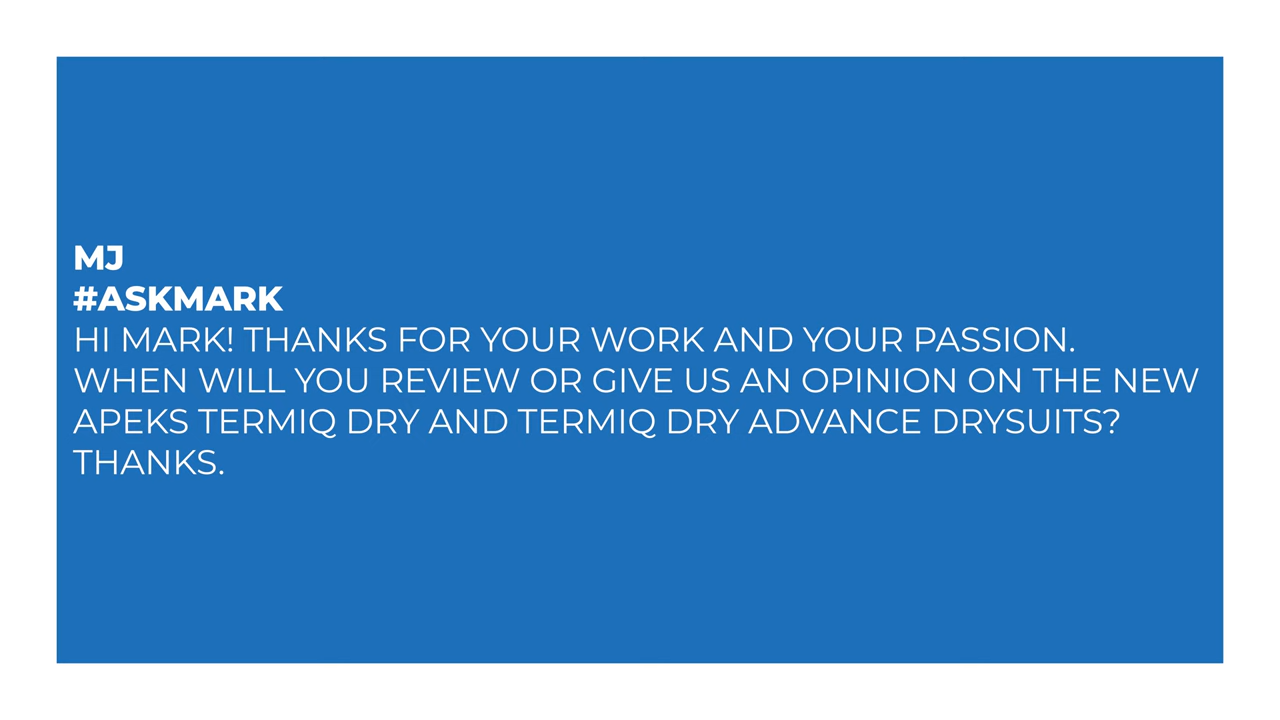 MJ
#ASKMARK
HI MARK! THANKS FOR YOUR WORK AND YOUR PASSION.
WHEN WILL YOU REVIEW OR GIVE US AN OPINION ON THE NEW
APEKS TERMIQ DRY AND TERMIQ DRY ADVANCE DRYSUITS?
THANKS.